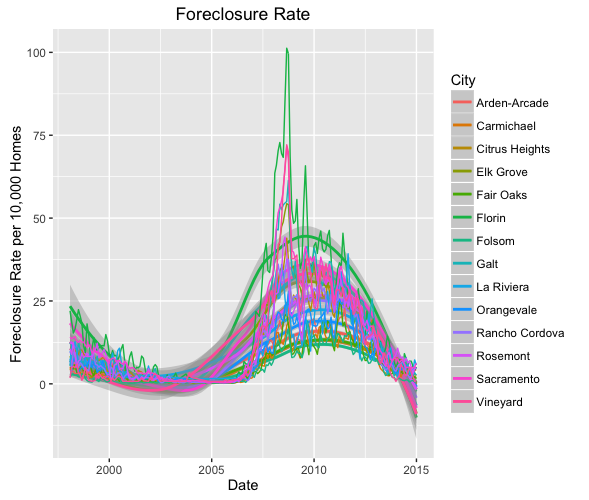 Foreclosure Rate
Foreclosure Rate per 10,000 Homes
100
75
50
25
0
2000
2005
2010
2015
Date
City
Arden-Arcade
Carmichael
Citrus Heights
Elk Grove
Fair Oaks
Florin
Folsom
Galt
La Riviera
Orangevale
Rancho Cordova
Rosemont
Sacramento
Vineyard